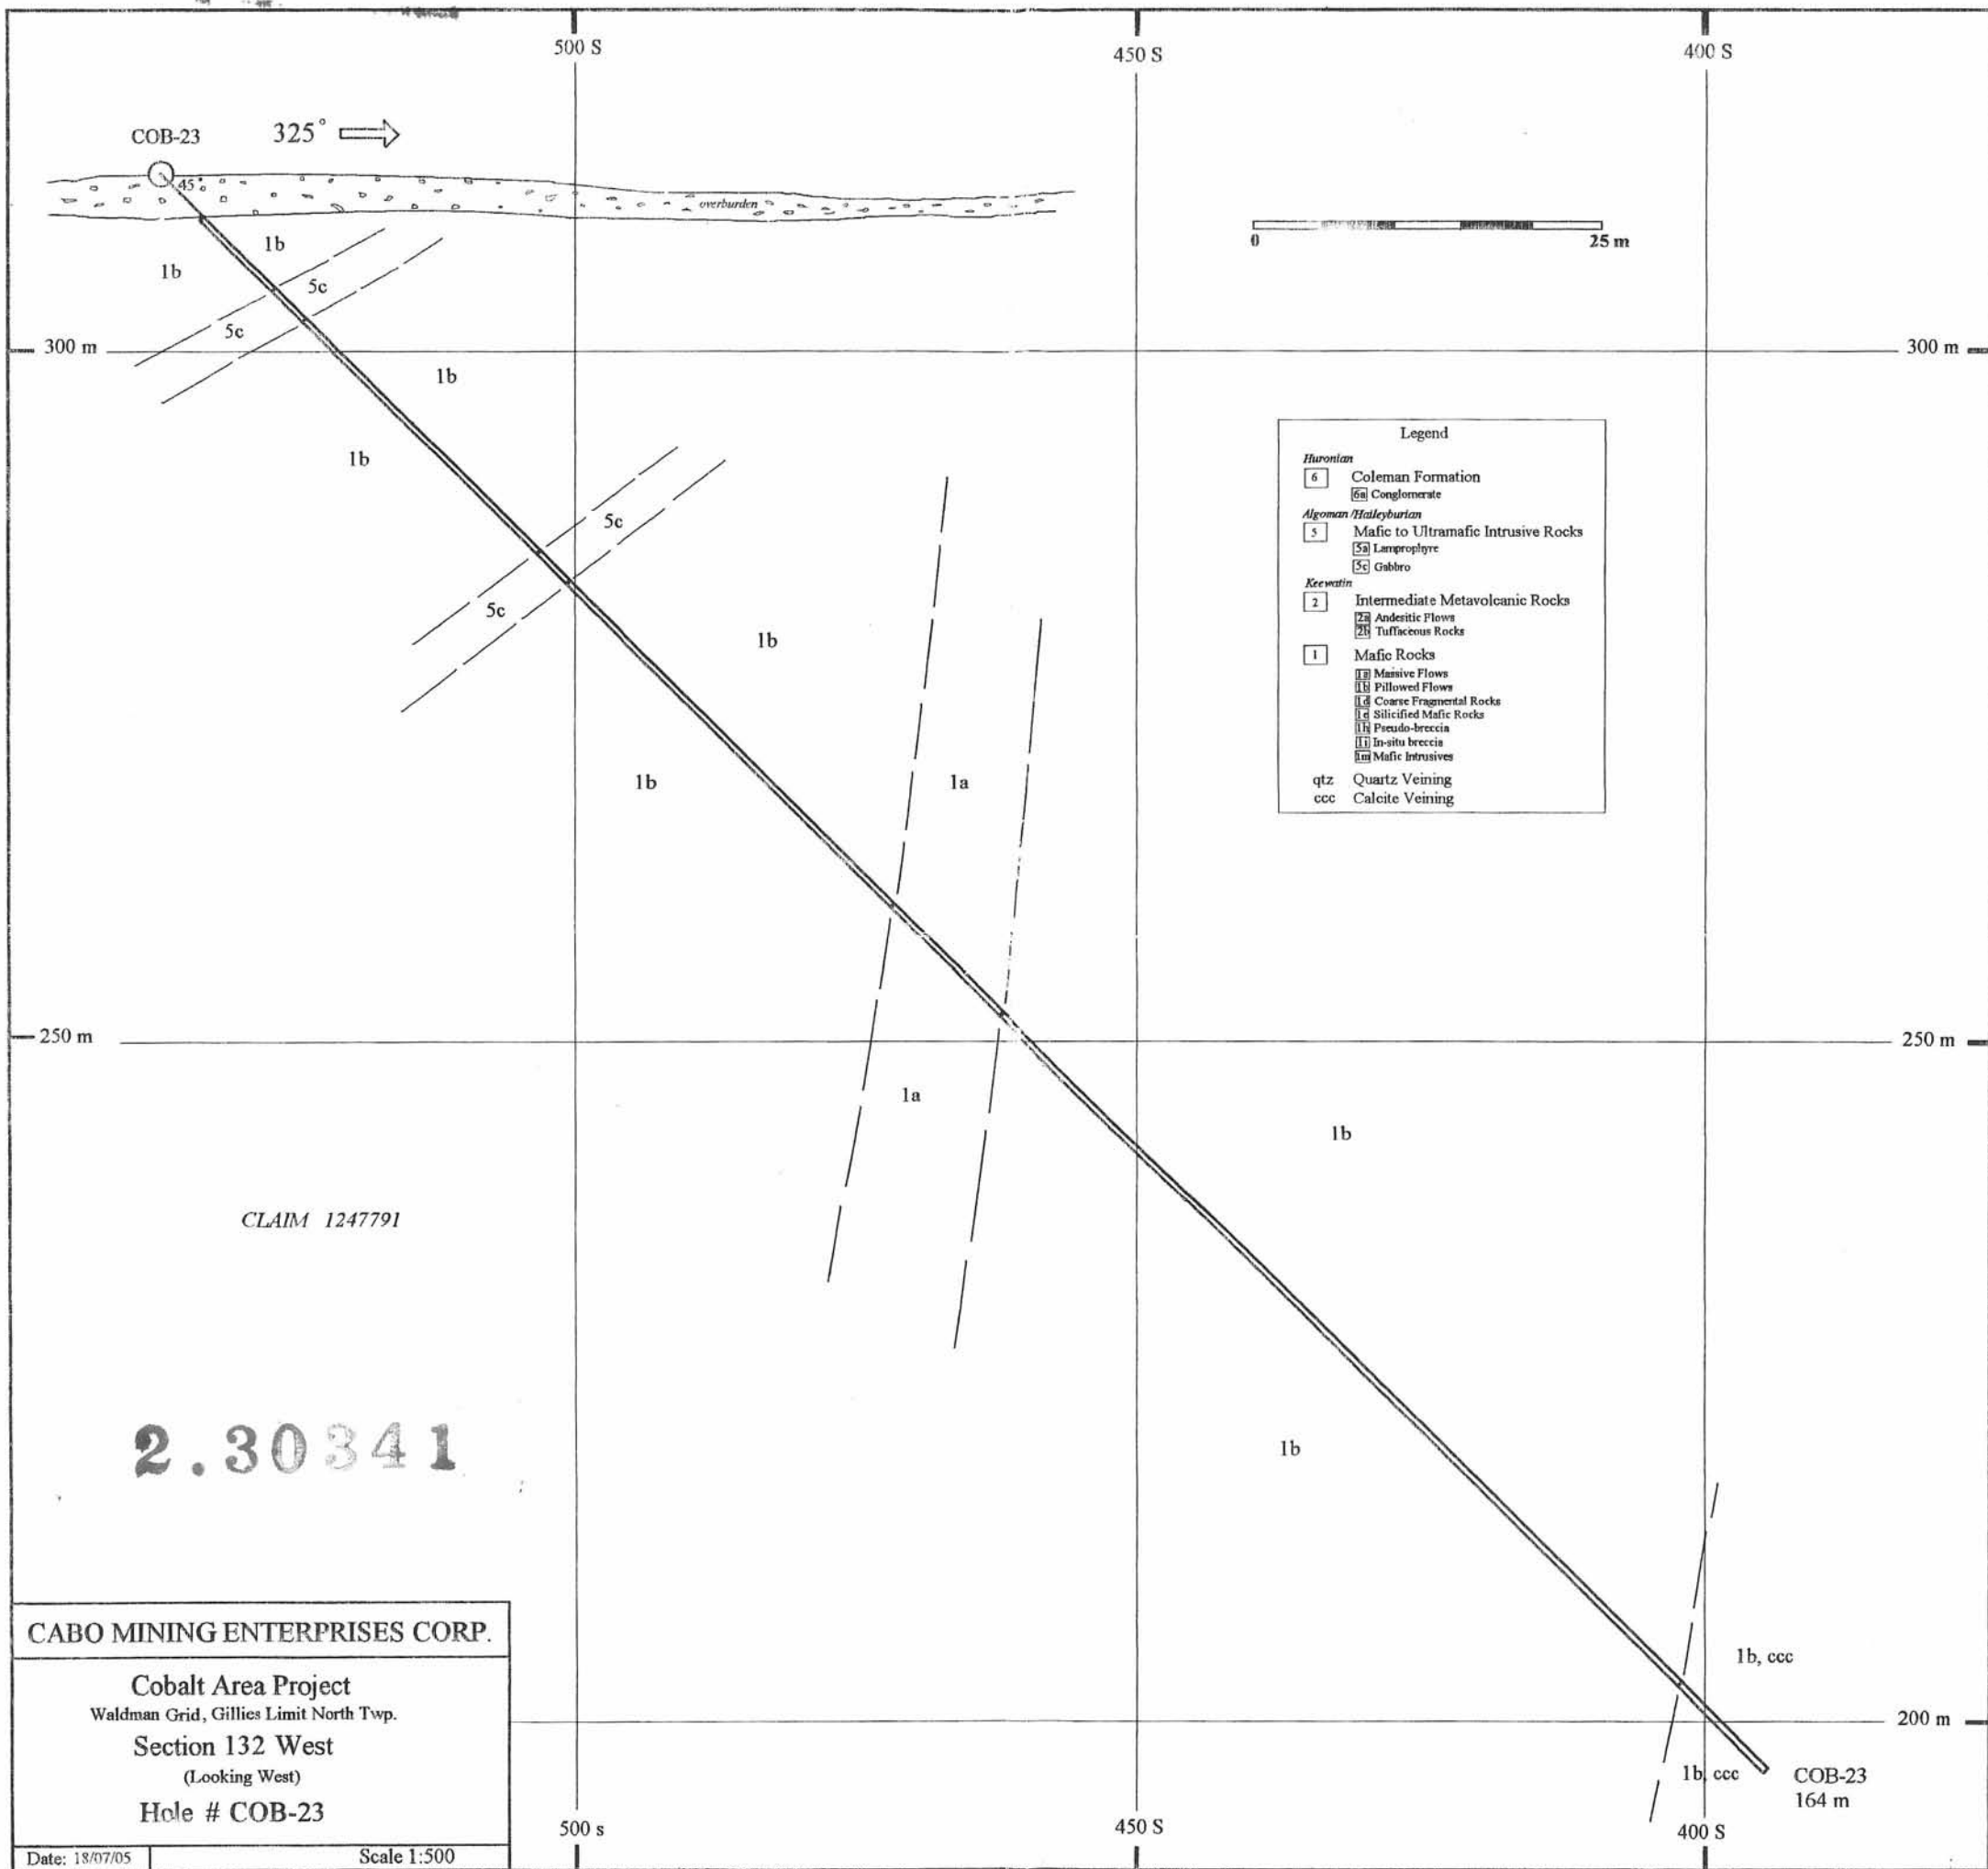 500 S
450 S
400 S
COB-23
325°
45°
overburden
0
25 m
1b
1b
5c
5c
300 m
300 m
1b
1b
Legend
Huronian
6 Coleman Formation
6a Conglomerate
Algoman/Haileyburian
5 Mafic to Ultramafic Intrusive Rocks
5a Lamprophyre
5c Gabbro
Keewatin
2 Intermediate Metavolcanic Rocks
2a Andesitic Flows
2b Tuffaceous Rocks
1 Mafic Rocks
1a Massive Flows
1b Pillowed Flows
1d Coarse Fragmental Rocks
1e Silicified Mafic Rocks
1h Pseudo-breccia
1i In-situ breccia
1m Mafic Intrusives
qtz Quartz Veining
ccc Calcite Veining
5c
5c
1b
1b
1a
250 m
250 m
1a
1b
CLAIM 1247791
2.30341
1b
1b, ccc
200 m
1b, ccc
COB-23
164 m
CABO MINING ENTERPRISES CORP.
Cobalt Area Project
Waldman Grid, Gillies Limit North Twp.
Section 132 West
(Looking West)
Hole # COB-23
Date: 18/07/05
Scale 1:500
500 s
450 S
400 S